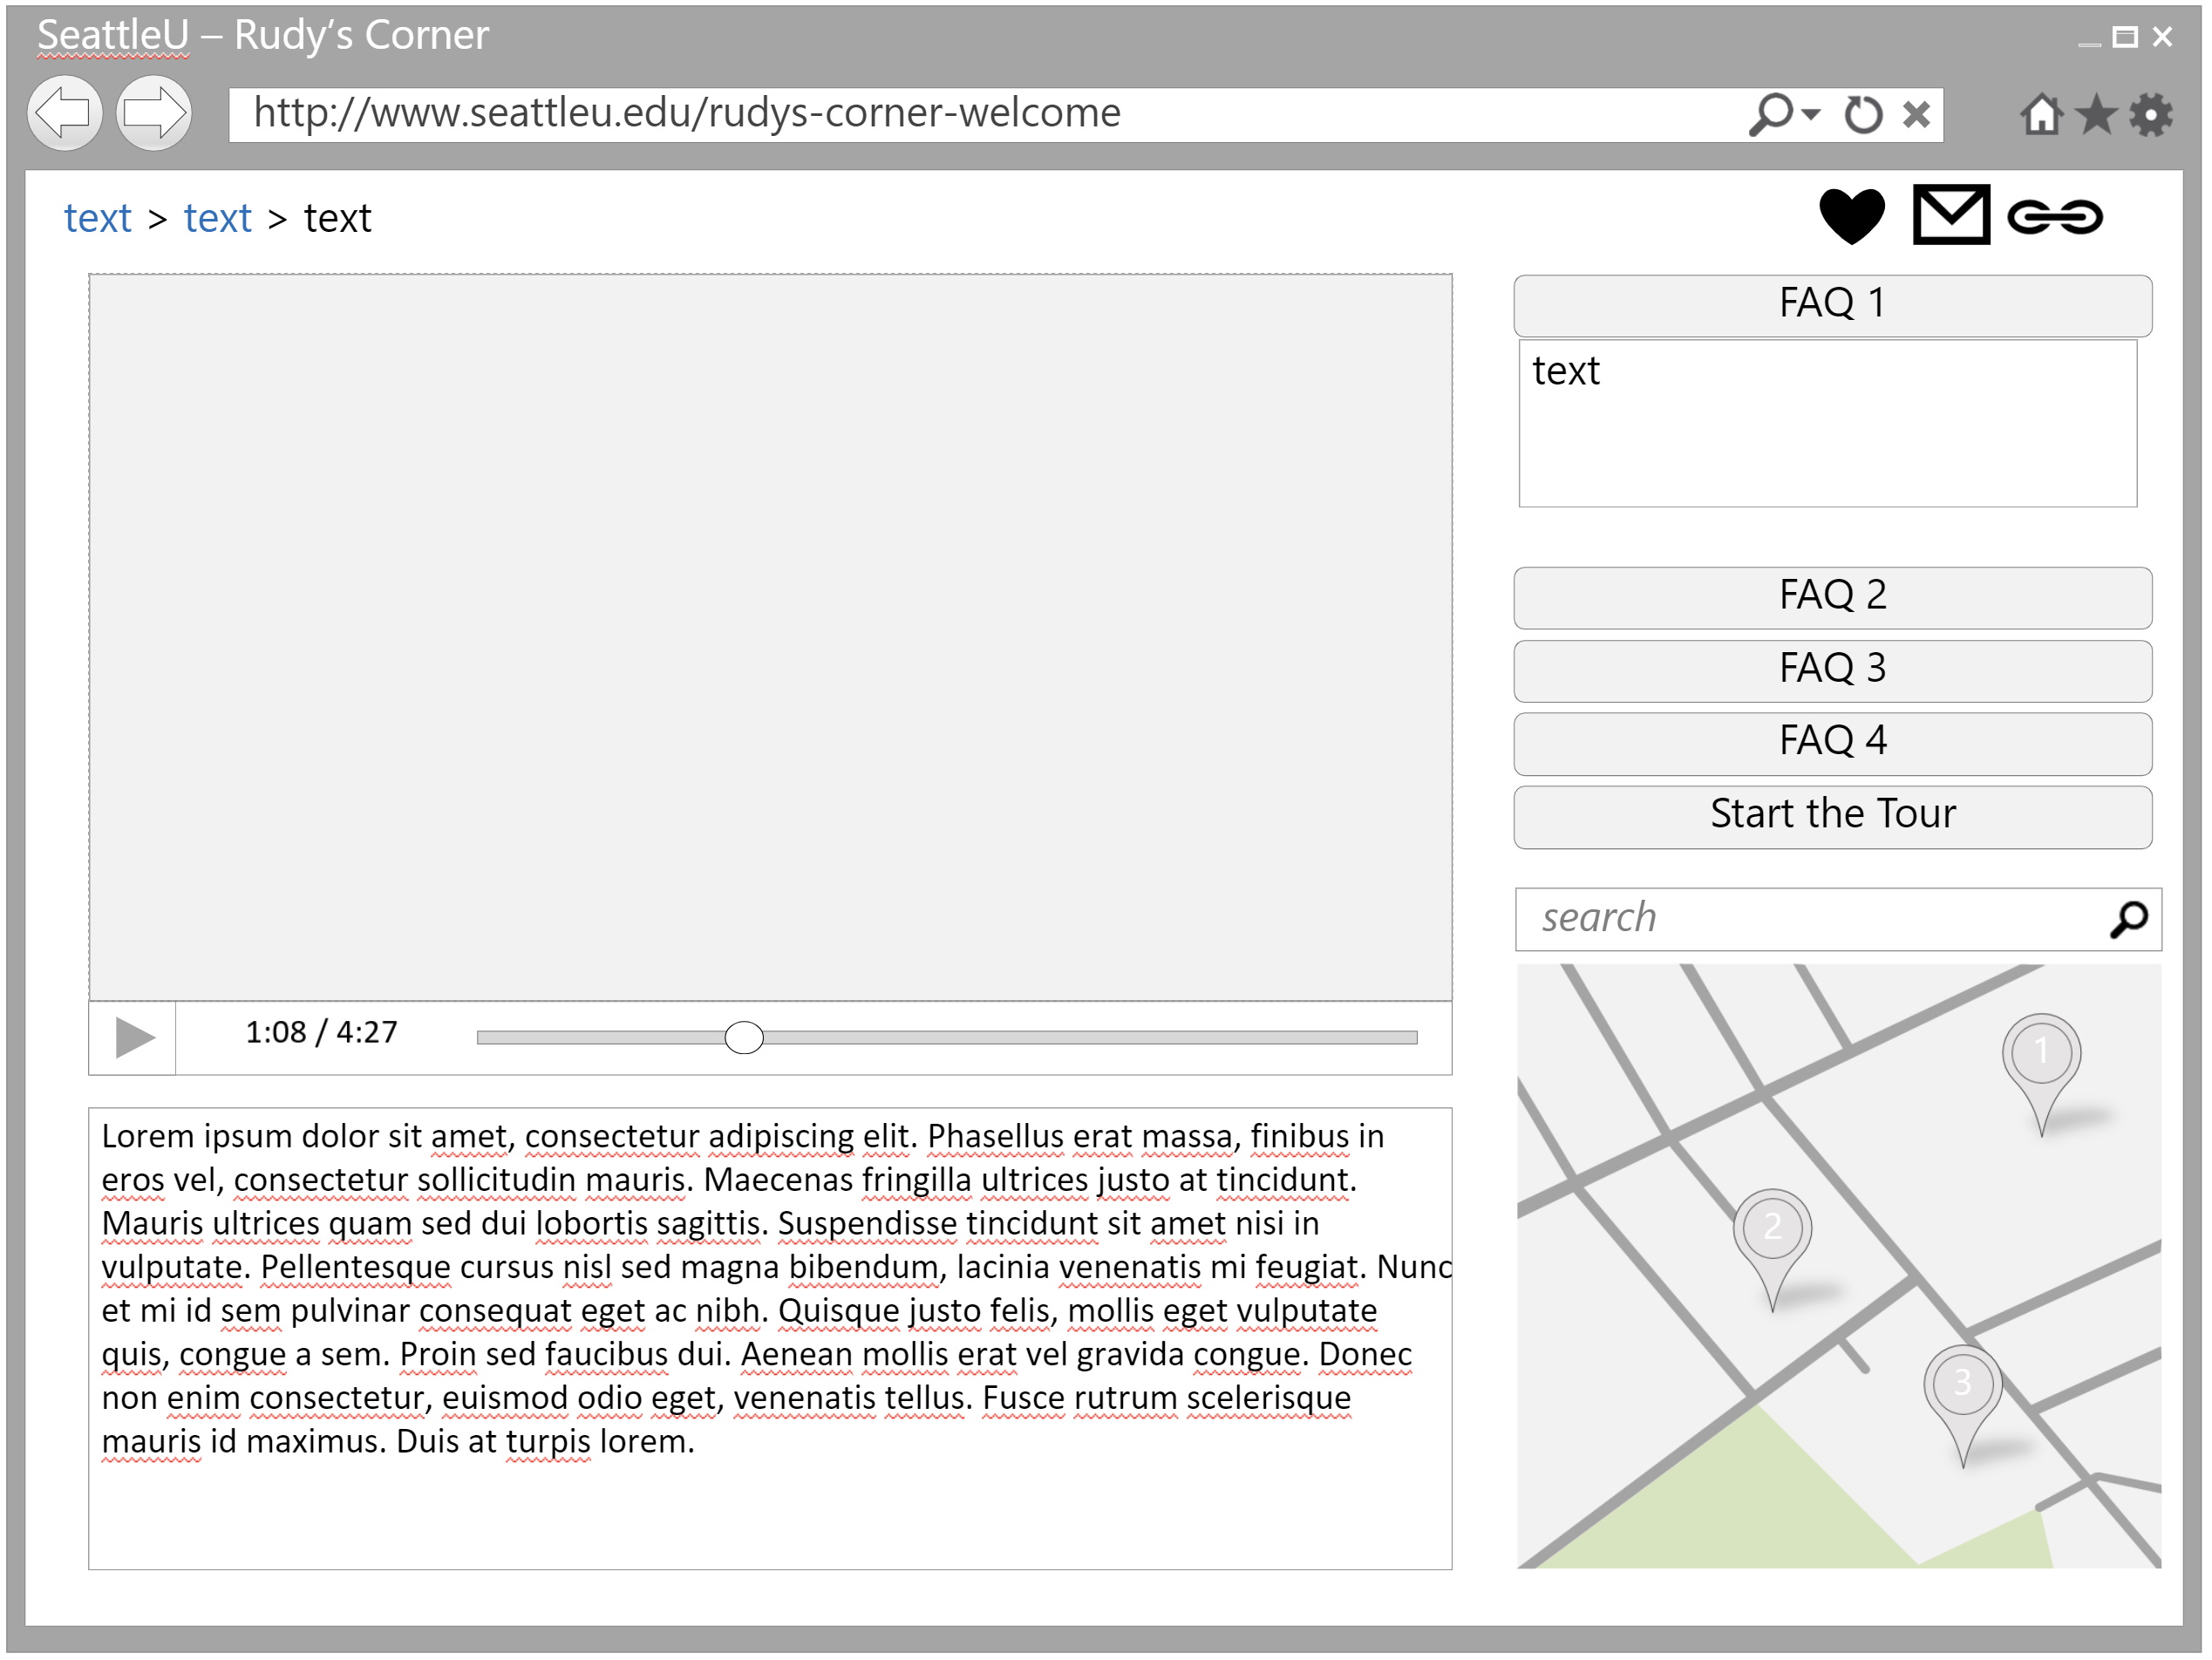 SeattleU – Rudy's Corner
http://www.seattleu.edu/rudys-corner-welcome
text > text > text
FAQ 1
text
FAQ 2
FAQ 3
FAQ 4
Start the Tour
search
1
2
3
1:08 / 4:27
Lorem ipsum dolor sit amet, consectetur adipiscing elit. Phasellus erat massa, finibus in
eros vel, consectetur sollicitudin mauris. Maecenas fringilla ultrices justo at tincidunt.
Mauris ultrices quam sed dui lobortis sagittis. Suspendisse tincidunt sit amet nisi in
vulputate. Pellentesque cursus nisl sed magna bibendum, lacinia venenatis mi feugiat. Nunc
et mi id sem pulvinar consequat eget ac nibh. Quisque justo felis, mollis eget vulputate
quis, congue a sem. Proin sed faucibus dui. Aenean mollis erat vel gravida congue. Donec
non enim consectetur, euismod odio eget, venenatis tellus. Fusce rutrum scelerisque
mauris id maximus. Duis at turpis lorem.